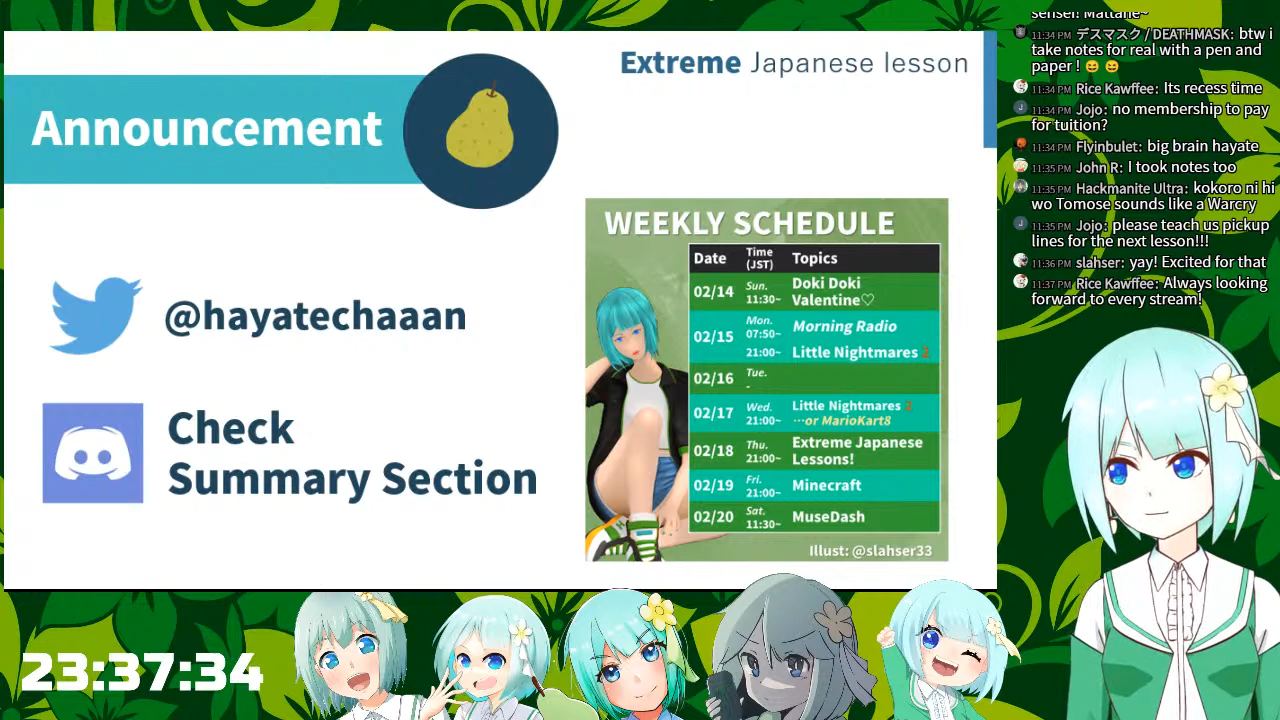 Extreme Japanese lesson
Announcement
@hayatechaaan
Check
Summary Section
WEEKLY SCHEDULE
Date Time (JST) Topics
02/14 Sun. 11:30~ Doki Doki Valentine♡
02/15 Mon. 07:50~ Morning Radio
21:00~ Little Nightmares 2
02/16 Tue. -
02/17 Wed. 21:00~ Little Nightmares 2
…or MarioKart8
02/18 Thu. 21:00~ Extreme Japanese Lessons!
02/19 Fri. 21:00~ Minecraft
02/20 Sat. 11:30~ MuseDash
Illust: @slahser33
23:37:34
sensei! Mattane~
11:34 PM デスマスク / DEATHMASK: btw i
take notes for real with a pen and
paper ! 😄 😆
11:34 PM Rice Kawffee: Its recess time
11:34 PM Jojo: no membership to pay
for tuition?
11:34 PM Flyinbulet: big brain hayate
11:35 PM John R: I took notes too
11:35 PM Hackmanite Ultra: kokoro ni hi
wo Tomose sounds like a Warcry
11:35 PM Jojo: please teach us pickup
lines for the next lesson!!!
11:36 PM slahser: yay! Excited for that
11:37 PM Rice Kawffee: Always looking
forward to every stream!